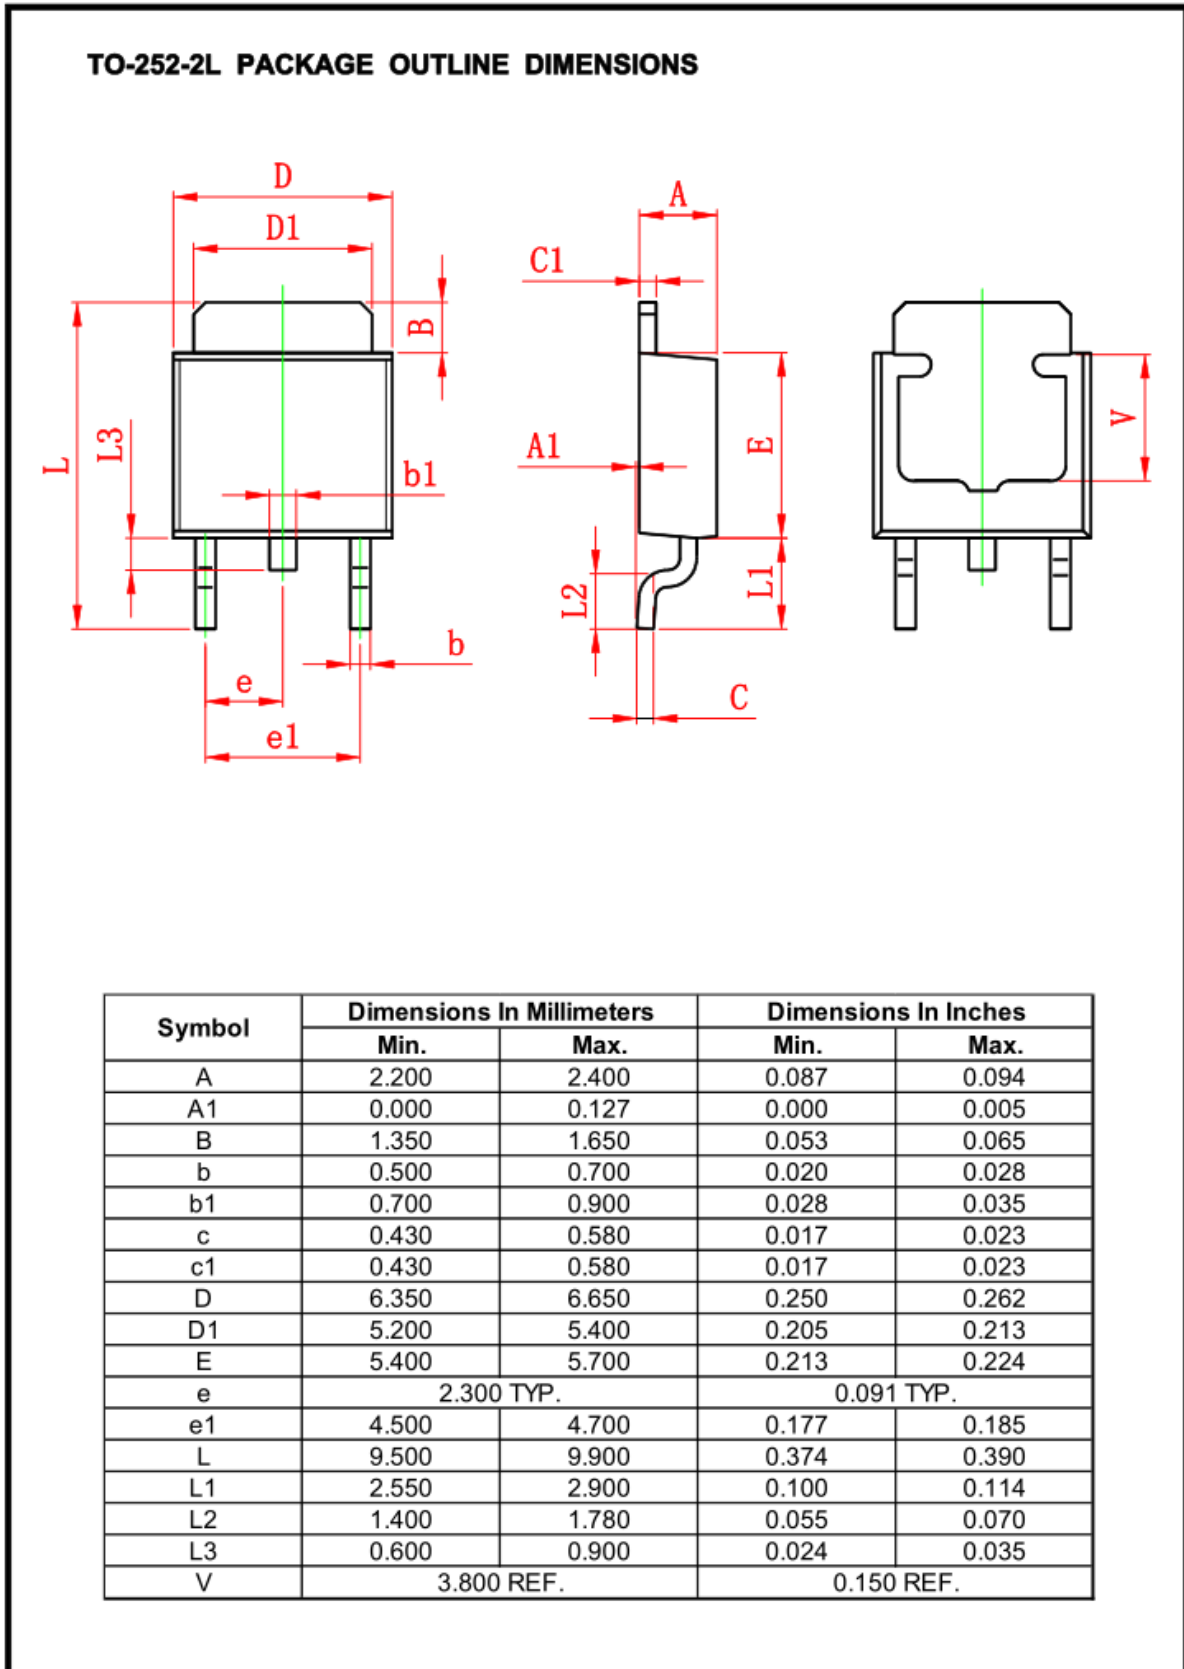 TO-252-2L PACKAGE OUTLINE DIMENSIONS
D
D1
B
L
L3
b1
b
e
e1
A
C1
A1
E
L1
L2
C
V
Symbol Dimensions In Millimeters Dimensions In Inches
Min. Max. Min. Max.
A 2.200 2.400 0.087 0.094
A1 0.000 0.127 0.000 0.005
B 1.350 1.650 0.053 0.065
b 0.500 0.700 0.020 0.028
b1 0.700 0.900 0.028 0.035
c 0.430 0.580 0.017 0.023
c1 0.430 0.580 0.017 0.023
D 6.350 6.650 0.250 0.262
D1 5.200 5.400 0.205 0.213
E 5.400 5.700 0.213 0.224
e 2.300 TYP. 0.091 TYP.
e1 4.500 4.700 0.177 0.185
L 9.500 9.900 0.374 0.390
L1 2.550 2.900 0.100 0.114
L2 1.400 1.780 0.055 0.070
L3 0.600 0.900 0.024 0.035
V 3.800 REF. 0.150 REF.